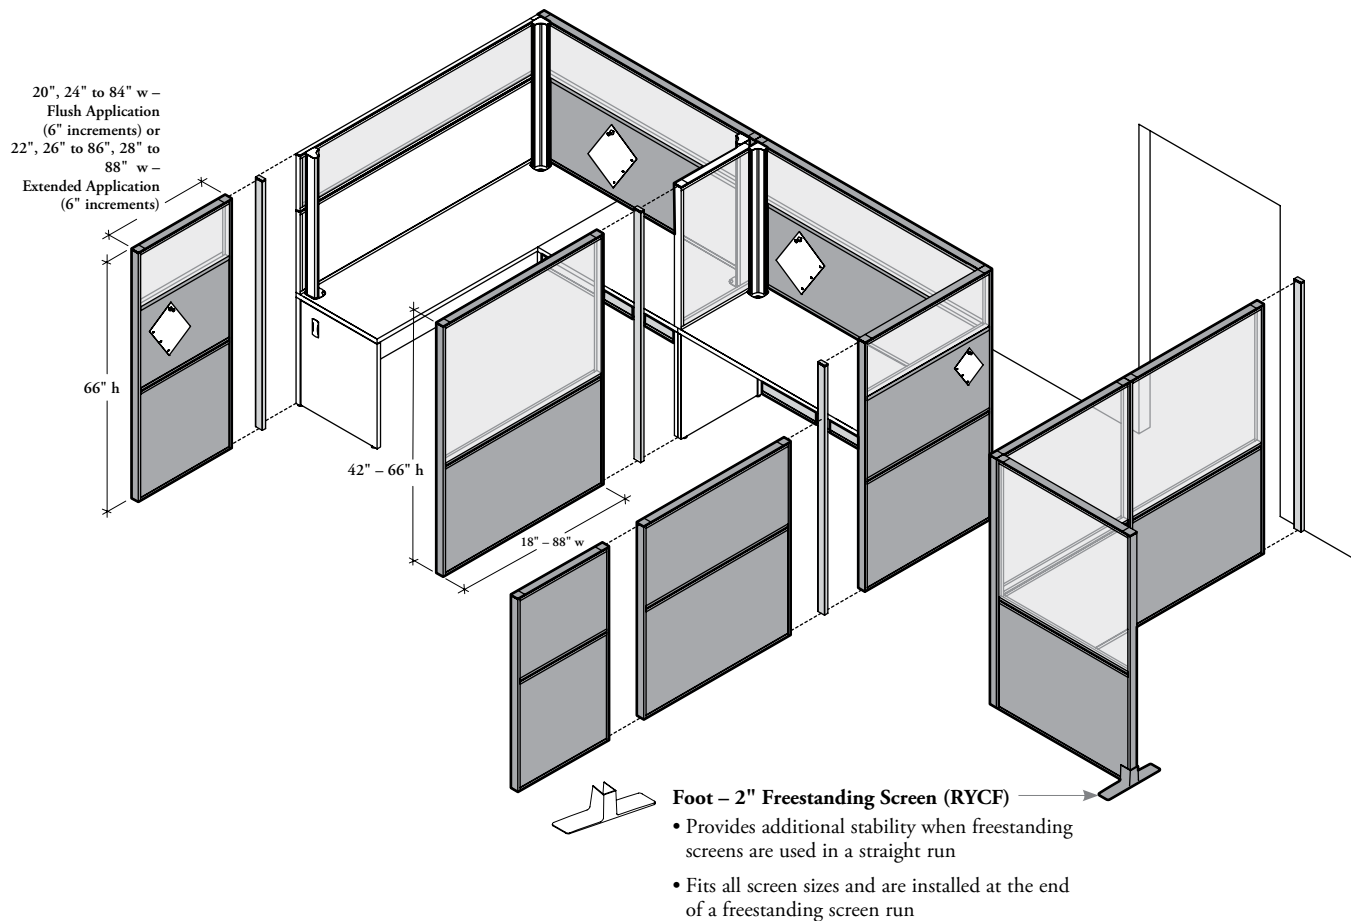 20", 24" to 84" w –
Flush Application
(6" increments) or
22", 26" to 86", 28" to
88"  w –
Extended Application
(6" increments)
66" h
42" – 66" h
18" – 88" w
Foot – 2" Freestanding Screen (RYCF)
• Provides additional stability when freestanding
screens are used in a straight run
• Fits all screen sizes and are installed at the end
of a freestanding screen run